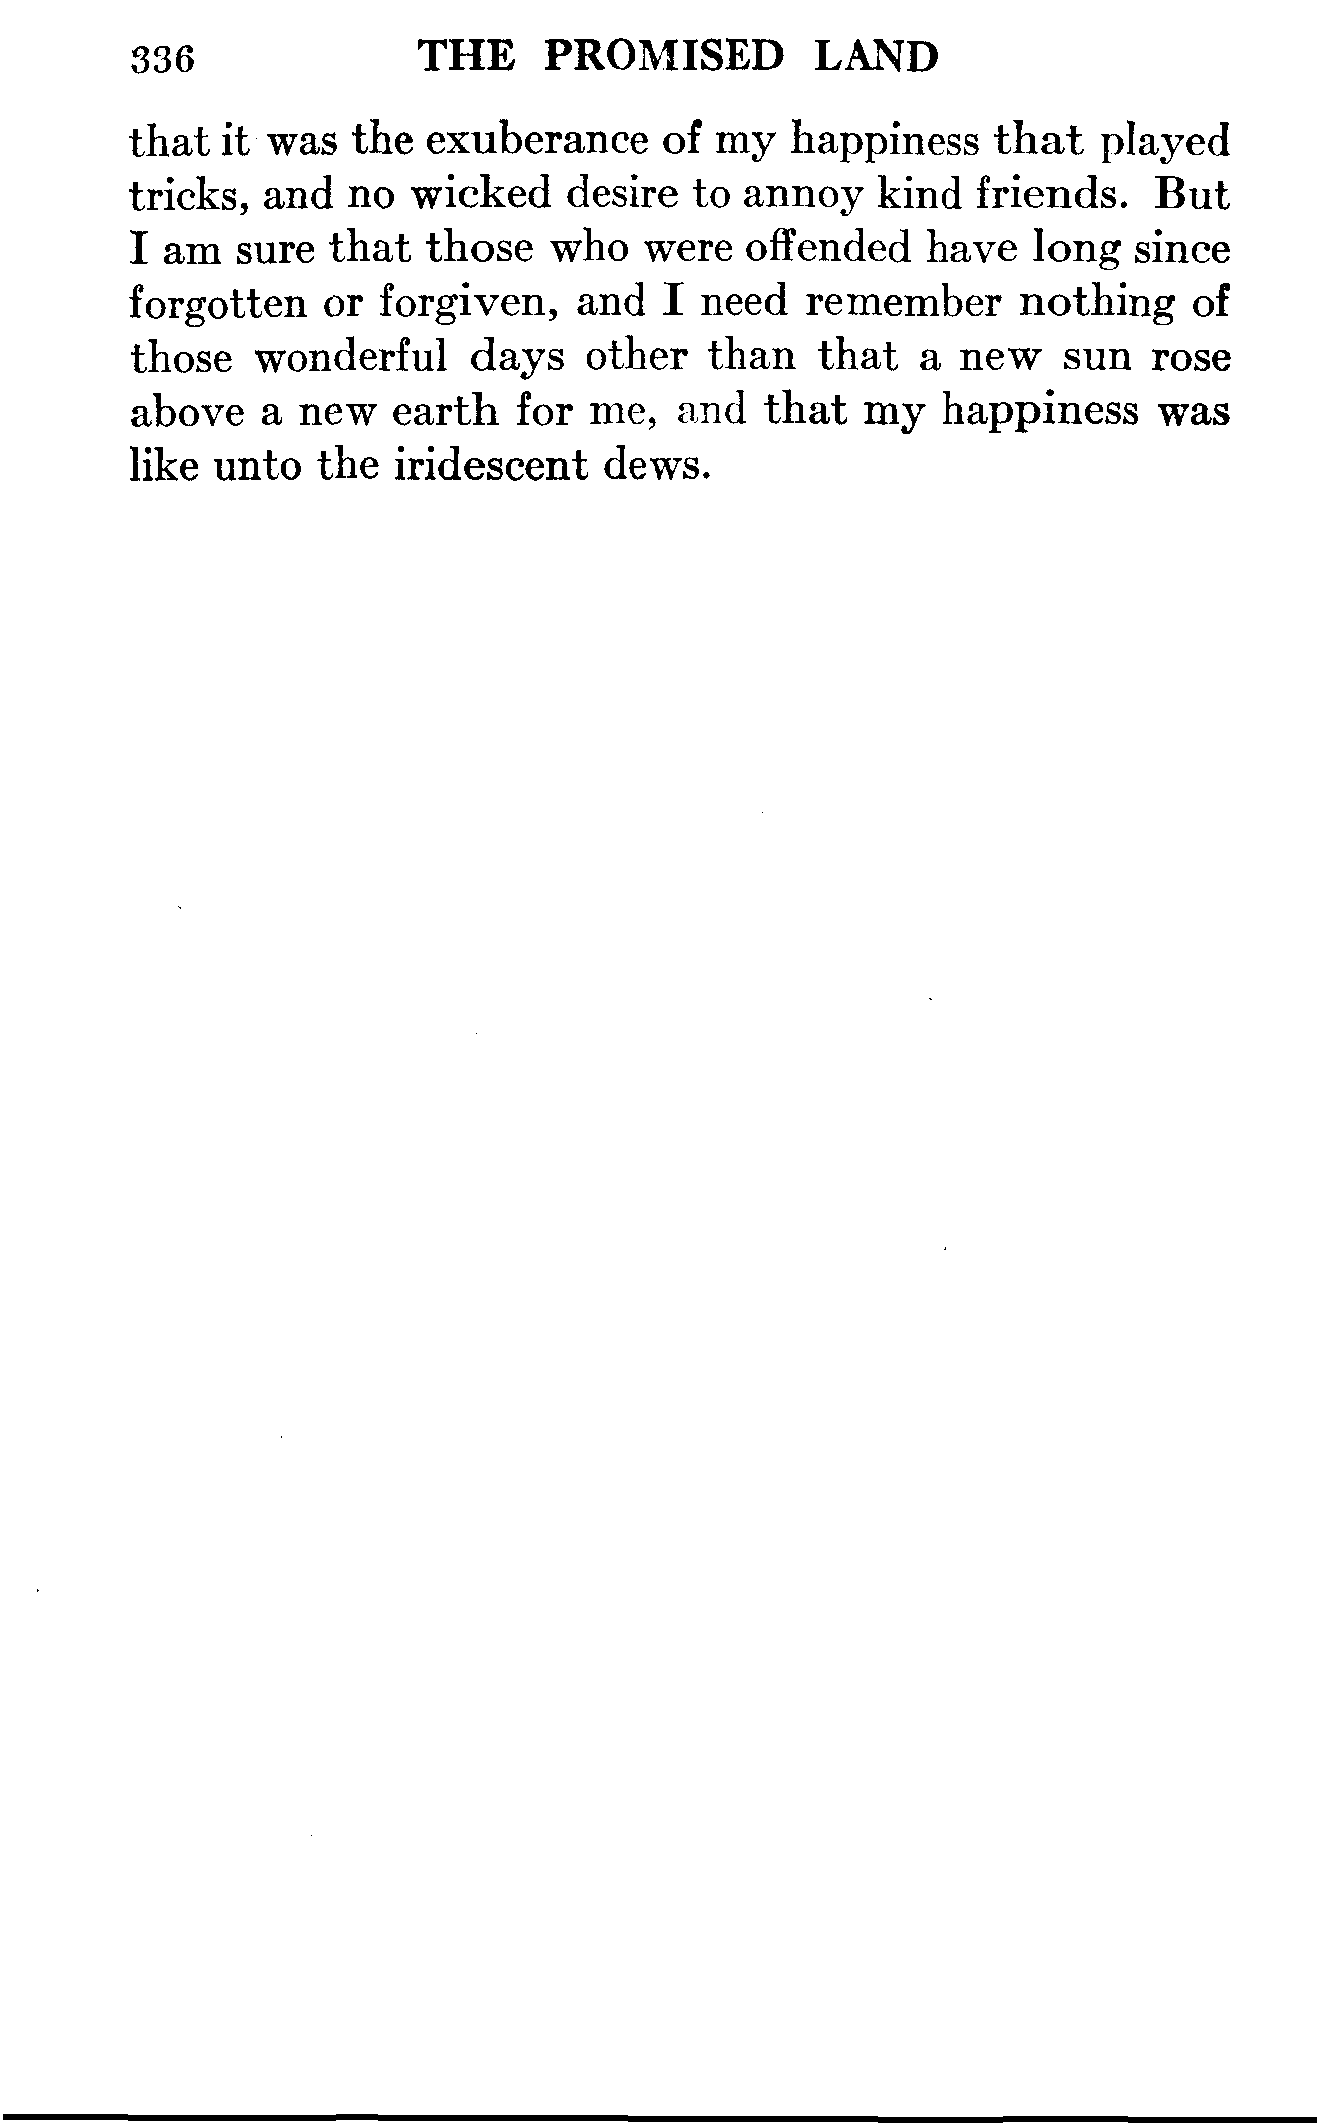 336 THE PROMISED LAND
that it was the exuberance of my happiness that played
tricks, and no wicked desire to annoy kind friends. But
I am sure that those who were offended have long since
forgotten or forgiven, and I need remember nothing of
those wonderful days other than that a new sun rose
above a new earth for me, and that my happiness was
like unto the iridescent dews.